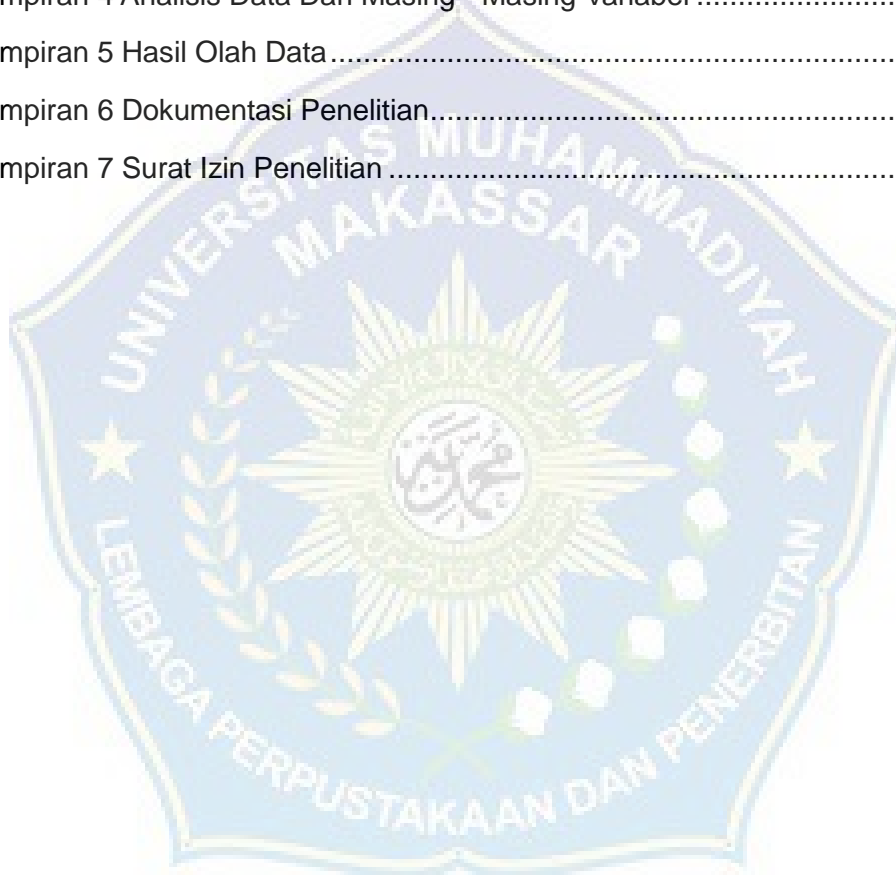 mpiran 4 Analisis Data Dari Masing - Masing Variabel ........................
mpiran 5 Hasil Olah Data ......................................................................
mpiran 6 Dokumentasi Penelitian..........................................................
mpiran 7 Surat Izin Penelitian ...............................................................
UNIVERSITAS MUHAMMADIYAH
MAKASSAR
LEMBAGA PERPUSTAKAAN DAN PENERBITAN